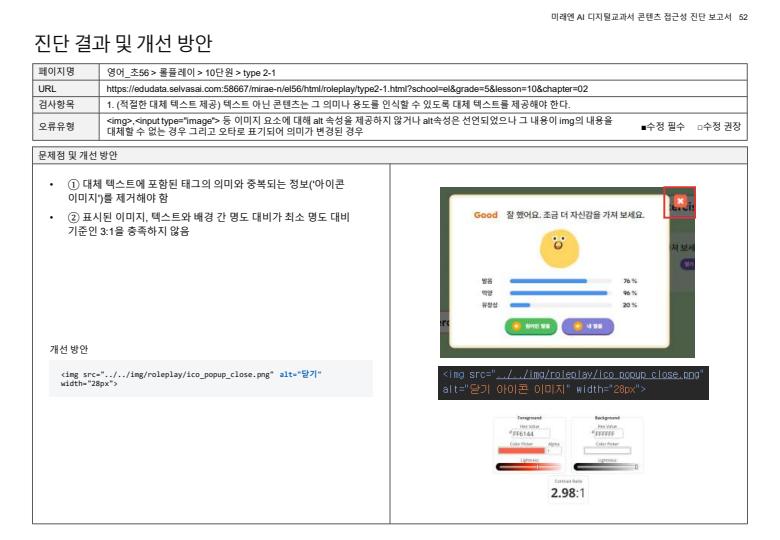 미래엔 AI 디지털교과서 콘텐츠 접근성 진단 보고서 52
진단 결과 및 개선 방안
페이지명 영어_초56 > 롤플레이 > 10단원 > type 2-1
URL https://edudata.selvasai.com:58667/mirae-n/el56/html/roleplay/type2-1.html?school=el&grade=5&lesson=10&chapter=02
검사항목 1. (적절한 대체 텍스트 제공) 텍스트 아닌 콘텐츠는 그 의미나 용도를 인식할 수 있도록 대체 텍스트를 제공해야 한다.
오류유형 <img>,<input type="image"> 등 이미지 요소에 대해 alt 속성을 제공하지 않거나 alt속성은 선언었으나 그 내용이 img의 내용을
대체할 수 없는 경우 그리고 오타로 표기되어 의미가 변경된 경우
■수정 필수 □수정 권장
문제점 및 개선 방안
• ① 대체 텍스트에 포함된 태그의 의미와 중복되는 정보('아이콘
이미지')를 제거해야 함
• ② 표시된 이미지, 텍스트와 배경 간 명도 대비가 최소 명도 대비
기준인 3:1을 충족하지 않음
개선 방안
<img src="../../img/roleplay/ico_popup_close.png" alt="닫기"
width="28px">
Good 잘 했어요. 조금 더 자신감을 가져 보세요.
발음 76 %
억양 96 %
유창성 20 %
원어민 발음
내 발음
<img src="../../img/roleplay/ico_popup_close.png"
alt="닫기 아이콘 이미지" width="28px">
Foreground
Hex Value
#FF6144
Color Picker Alpha
1
Lightness
Background
Hex Value
#FFFFFF
Color Picker
Lightness
Contrast Ratio
2.98:1